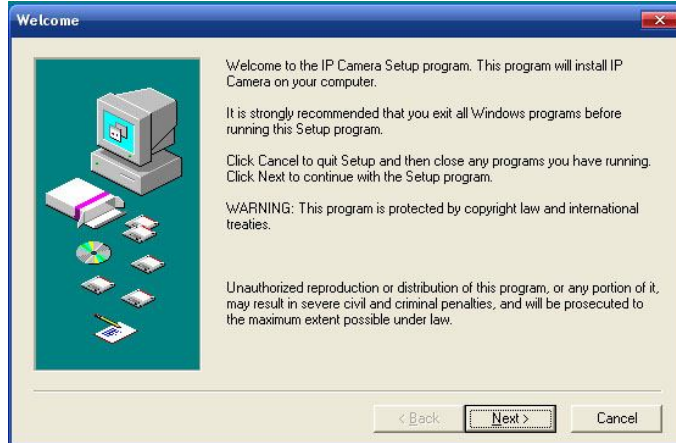 Welcome
Welcome to the IP Camera Setup program. This program will install IP
Camera on your computer.
It is strongly recommended that you exit all Windows programs before
running this Setup program.
Click Cancel to quit Setup and then close any programs you have running.
Click Next to continue with the Setup program.
WARNING: This program is protected by copyright law and international
treaties.
Unauthorized reproduction or distribution of this program, or any portion of it,
may result in severe civil and criminal penalties, and will be prosecuted to
the maximum extent possible under law.
< Back
Next >
Cancel